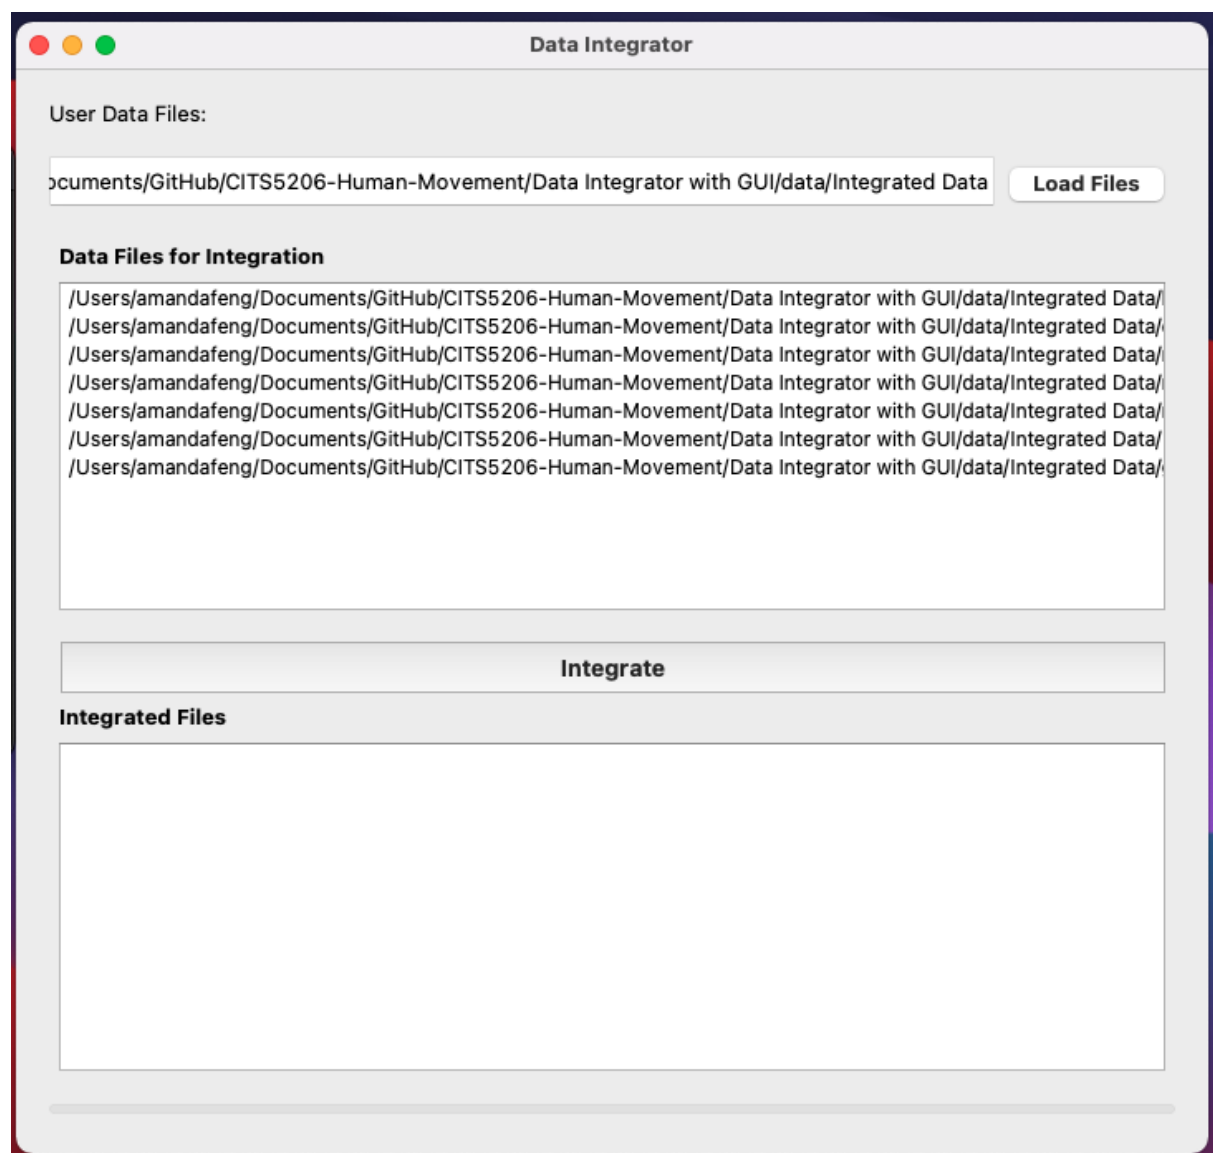 Data Integrator
User Data Files:
ocuments/GitHub/CITS5206-Human-Movement/Data Integrator with GUI/data/Integrated Data
Load Files
Data Files for Integration
/Users/amandafeng/Documents/GitHub/CITS5206-Human-Movement/Data Integrator with GUI/data/Integrated Data/
/Users/amandafeng/Documents/GitHub/CITS5206-Human-Movement/Data Integrator with GUI/data/Integrated Data/
/Users/amandafeng/Documents/GitHub/CITS5206-Human-Movement/Data Integrator with GUI/data/Integrated Data/
/Users/amandafeng/Documents/GitHub/CITS5206-Human-Movement/Data Integrator with GUI/data/Integrated Data/
/Users/amandafeng/Documents/GitHub/CITS5206-Human-Movement/Data Integrator with GUI/data/Integrated Data/
/Users/amandafeng/Documents/GitHub/CITS5206-Human-Movement/Data Integrator with GUI/data/Integrated Data/
/Users/amandafeng/Documents/GitHub/CITS5206-Human-Movement/Data Integrator with GUI/data/Integrated Data/
Integrate
Integrated Files